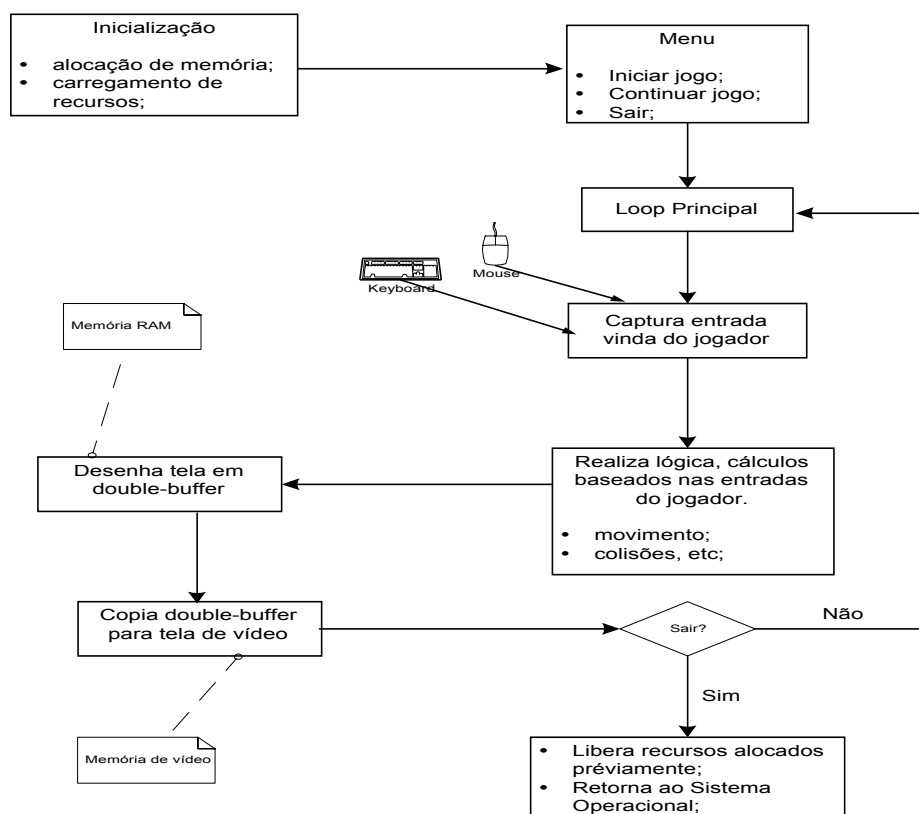 Inicialização
• alocação de memória;
• carregamento de
recursos;
Menu
• Iniciar jogo;
• Continuar jogo;
• Sair;
Loop Principal
Mouse
Keyboard
Captura entrada
vinda do jogador
Memória RAM
Desenha tela em
double-buffer
Realiza lógica, cálculos
baseados nas entradas
do jogador.
• movimento;
• colisões, etc;
Copia double-buffer
para tela de vídeo
Sair?
Não
Sim
Memória de vídeo
• Libera recursos alocados
préviamente;
• Retorna ao Sistema
Operacional;